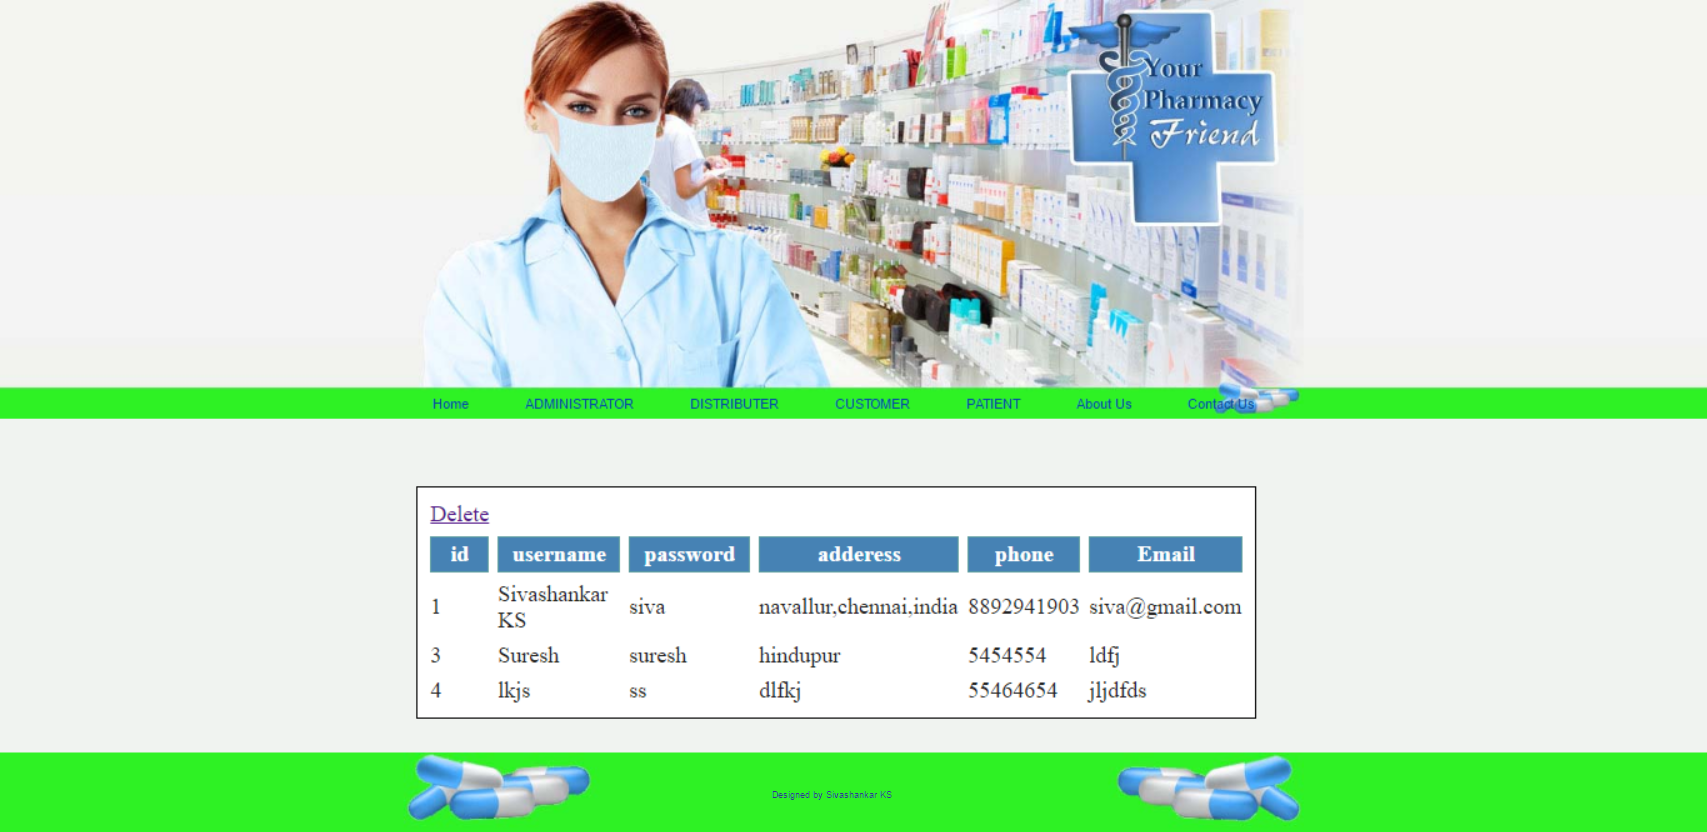 Your
Pharmacy
Friend
Home ADMINISTRATOR DISTRIBUTER CUSTOMER PATIENT About Us Contact Us
Delete
id username password adderess phone Email
1 Sivashankar KS siva navallur,chennai,india 8892941903 siva@gmail.com
3 Suresh suresh hindupur 5454554 ldfj
4 lkjs ss dlfkj 55464654 jljdfds
Designed by Sivashankar KS